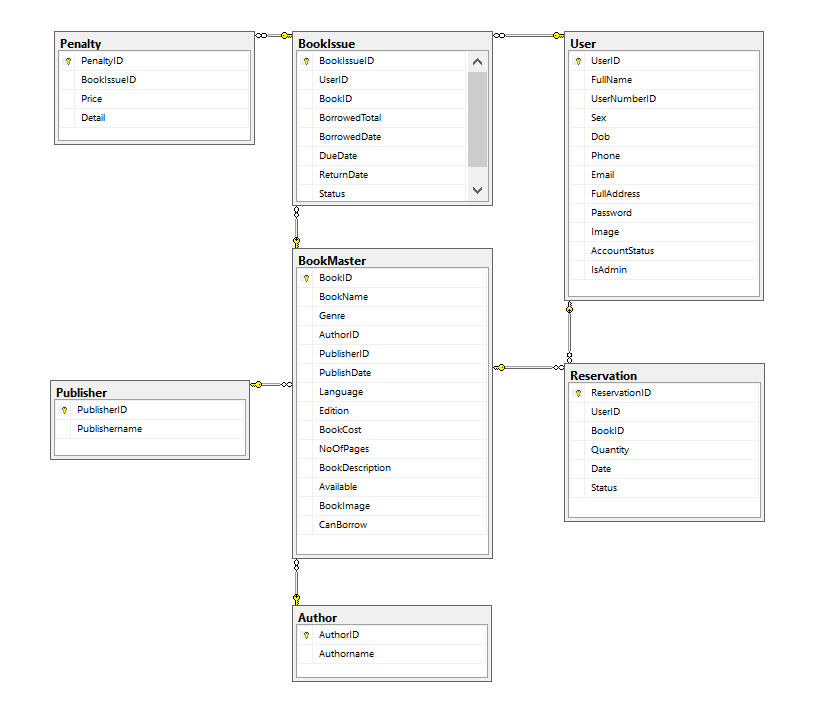 Penalty
PenaltyID
BookIssueID
Price
Detail
BookIssue
BookIssueID
UserID
BookID
BorrowedTotal
BorrowedDate
DueDate
ReturnDate
Status
User
UserID
FullName
UserNumberID
Sex
Dob
Phone
Email
FullAddress
Password
Image
AccountStatus
IsAdmin
BookMaster
BookID
BookName
Genre
AuthorID
PublisherID
PublishDate
Language
Edition
BookCost
NoOfPages
BookDescription
Available
BookImage
CanBorrow
Publisher
PublisherID
Publishername
Reservation
ReservationID
UserID
BookID
Quantity
Date
Status
Author
AuthorID
Authorname